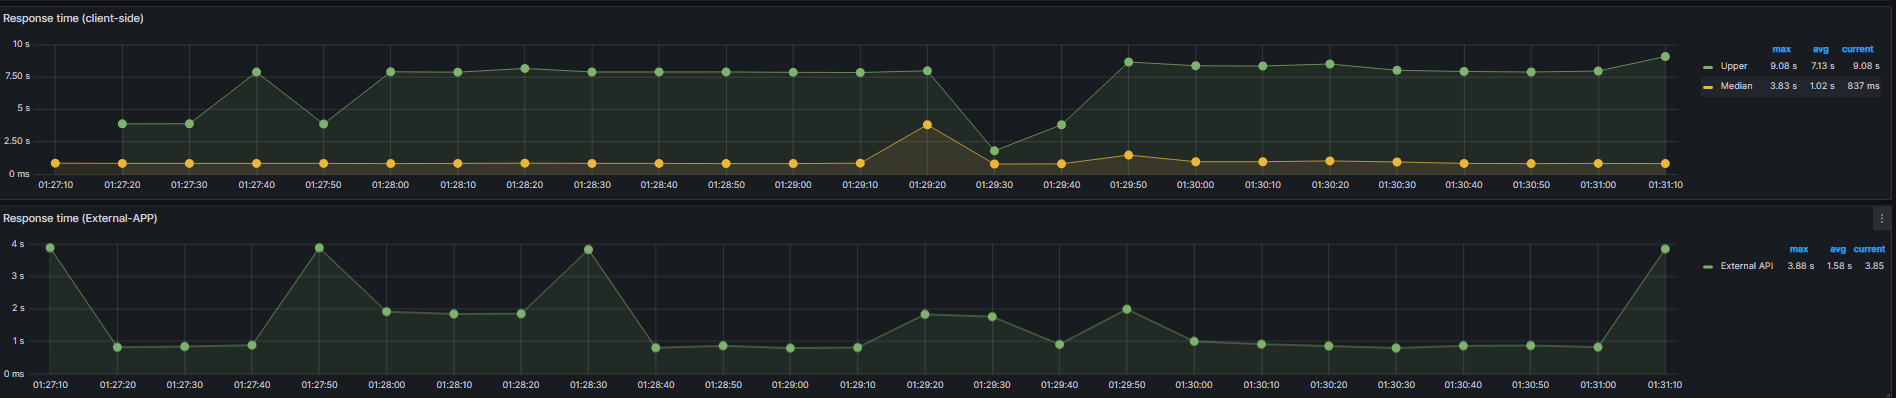 Response time (client-side)
10 s
7.50 s
5 s
2.50 s
0 ms
01:27:10 01:27:20 01:27:30 01:27:40 01:27:50 01:28:00 01:28:10 01:28:20 01:28:30 01:28:40 01:28:50 01:29:00 01:29:10 01:29:20 01:29:30 01:29:40 01:29:50 01:30:00 01:30:10 01:30:20 01:30:30 01:30:40 01:30:50 01:31:00 01:31:10
max avg current
Upper 9.08 s 7.13 s 9.08 s
Median 3.83 s 1.02 s 837 ms
Response time (External-APP)
4 s
3 s
2 s
1 s
0 ms
01:27:10 01:27:20 01:27:30 01:27:40 01:27:50 01:28:00 01:28:10 01:28:20 01:28:30 01:28:40 01:28:50 01:29:00 01:29:10 01:29:20 01:29:30 01:29:40 01:29:50 01:30:00 01:30:10 01:30:20 01:30:30 01:30:40 01:30:50 01:31:00 01:31:10
max avg current
External API 3.88 s 1.58 s 3.85